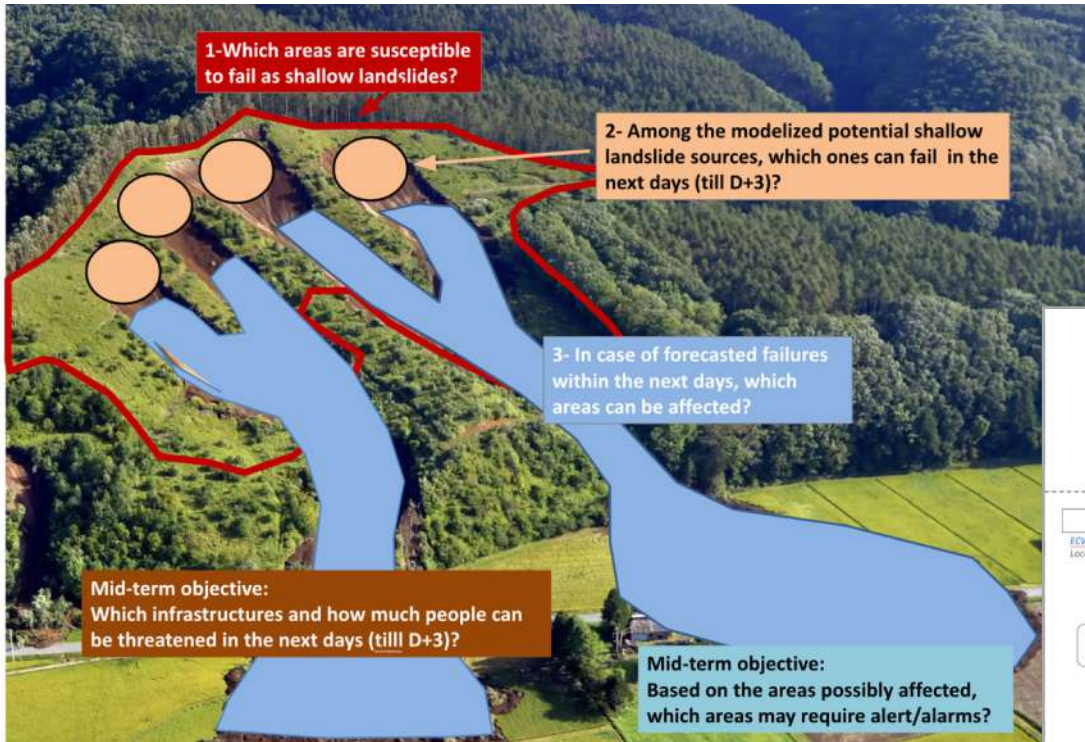 1-Which areas are susceptible
to fail as shallow landslides?
2- Among the modelized potential shallow
landslide sources, which ones can fail  in the
next days (till D+3)?
3- In case of forecasted failures
within the next days, which
areas can be affected?
Mid-term objective:
Which infrastructures and how much people can
be threatened in the next days (tilll D+3)?
Mid-term objective:
Based on the areas possibly affected,
which areas may require alert/alarms?